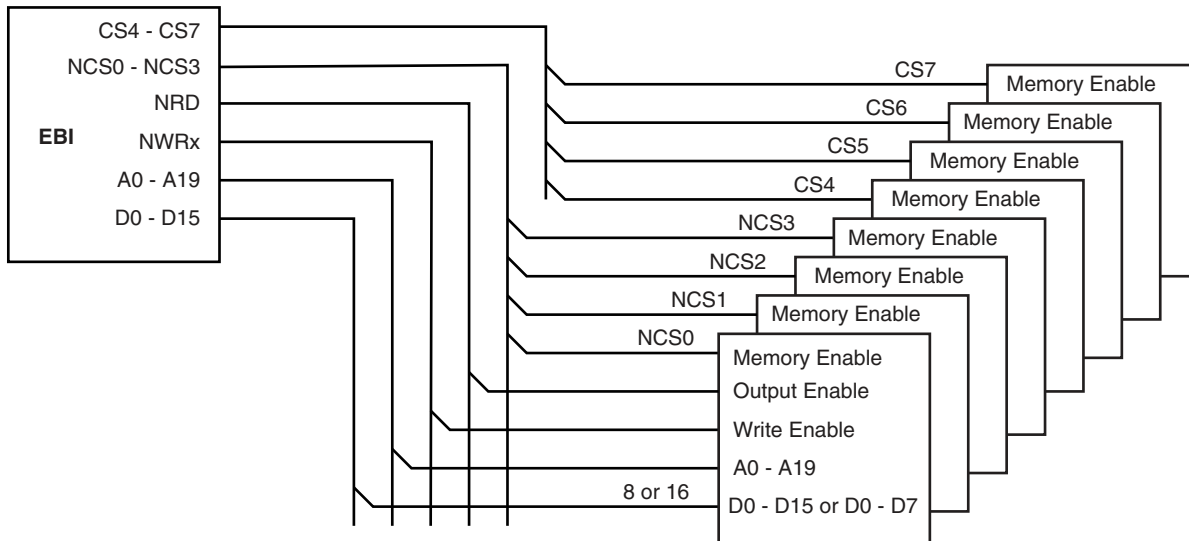 CS4 - CS7
NCS0 - NCS3
NRD
EBI
NWRx
A0 - A19
D0 - D15
CS7
Memory Enable
CS6
Memory Enable
CS5
Memory Enable
CS4
Memory Enable
NCS3
Memory Enable
NCS2
Memory Enable
NCS1
Memory Enable
NCS0
Memory Enable
Output Enable
Write Enable
A0 - A19
8 or 16
D0 - D15 or D0 - D7